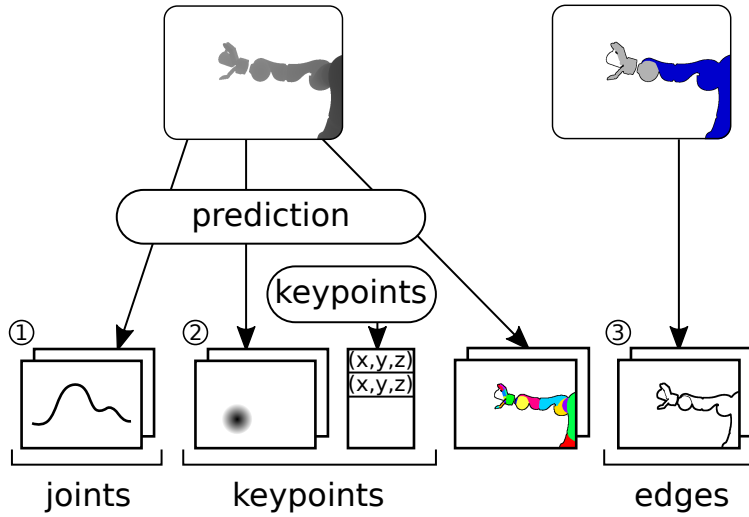 prediction
keypoints
①
②
③
(x,y,z)
(x,y,z)
joints
keypoints
edges